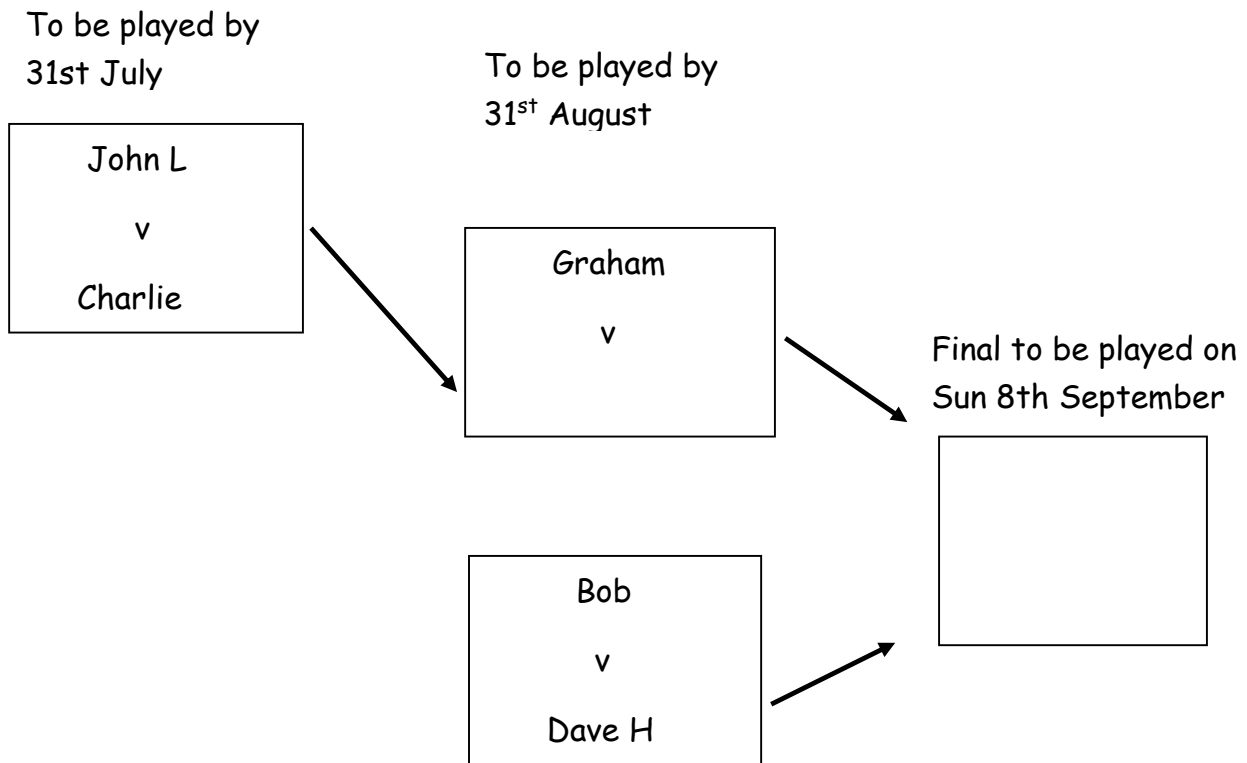 To be played by
31st July
John L
v
Charlie
To be played by
31st August
Graham
v
Bob
v
Dave H
Final to be played on
Sun 8th September